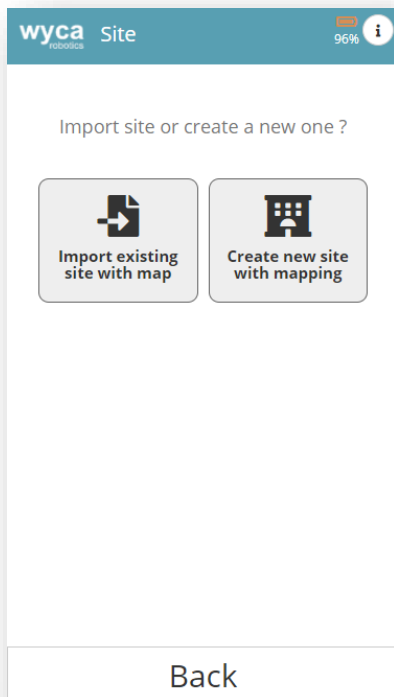 wyca
robotics
Site
96%
i
Import site or create a new one ?
Import existing
site with map
Create new site
with mapping
Back